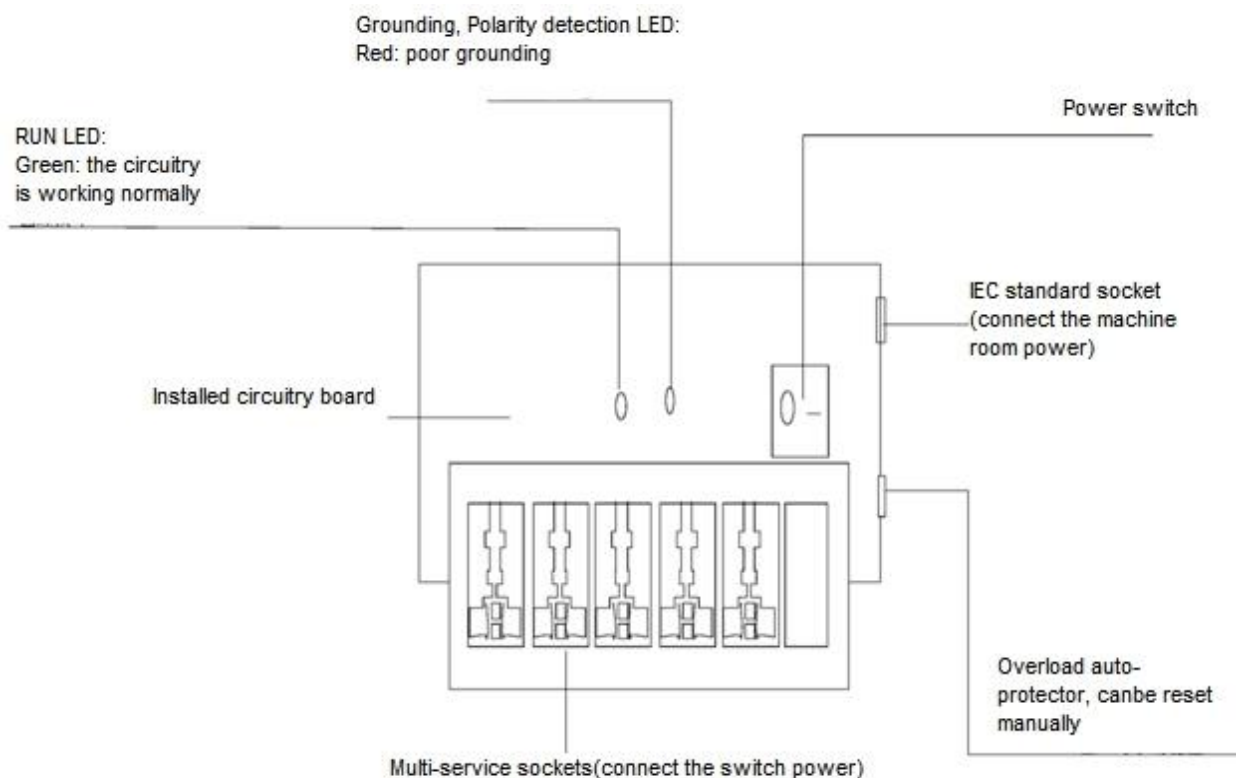 Grounding, Polarity detection LED:
Red: poor grounding
Power switch
RUN LED:
Green: the circuitry
is working normally
IEC standard socket
(connect the machine
room power)
Installed circuitry board
Overload auto-
protector, canbe reset
manually
Multi-service sockets(connect the switch power)